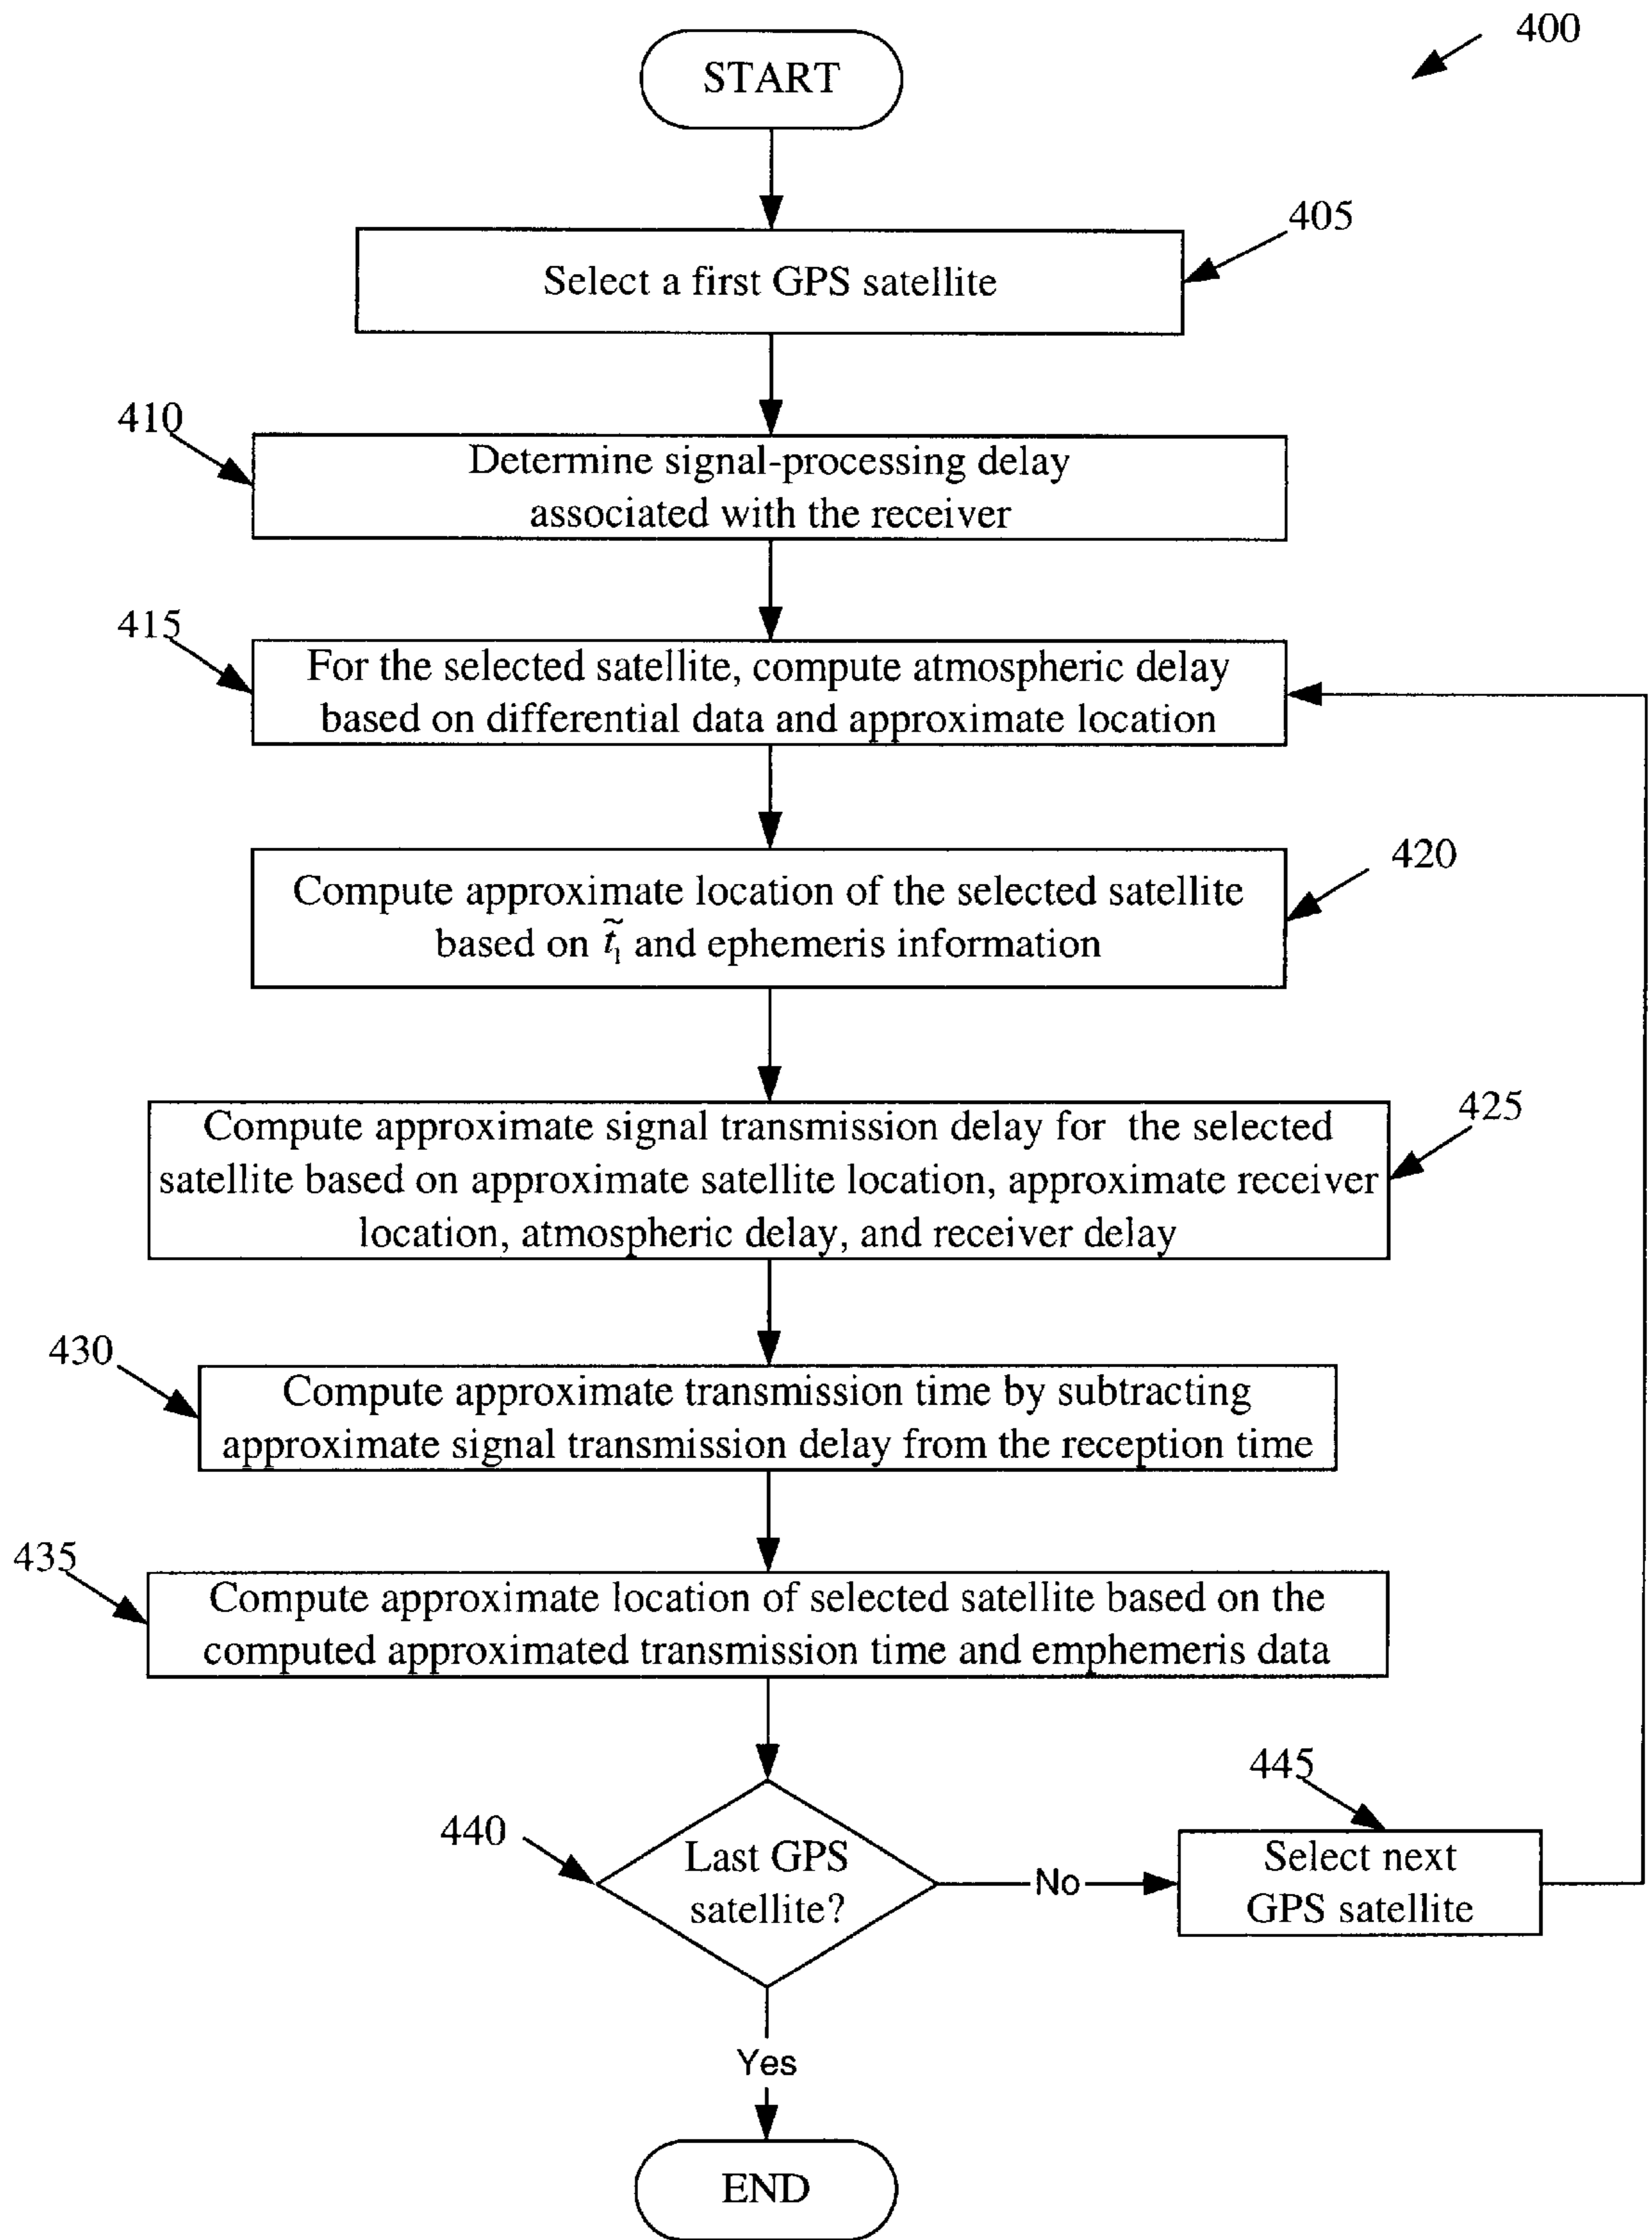 400
START
405
Select a first GPS satellite
410
Determine signal-processing delay
associated with the receiver
415
For the selected satellite, compute atmospheric delay
based on differential data and approximate location
420
Compute approximate location of the selected satellite
based on t̃₁ and ephemeris information
425
Compute approximate signal transmission delay for the selected
satellite based on approximate satellite location, approximate receiver
location, atmospheric delay, and receiver delay
430
Compute approximate transmission time by subtracting
approximate signal transmission delay from the reception time
435
Compute approximate location of selected satellite based on the
computed approximated transmission time and emphemeris data
440
Last GPS
satellite?
No
445
Select next
GPS satellite
Yes
END